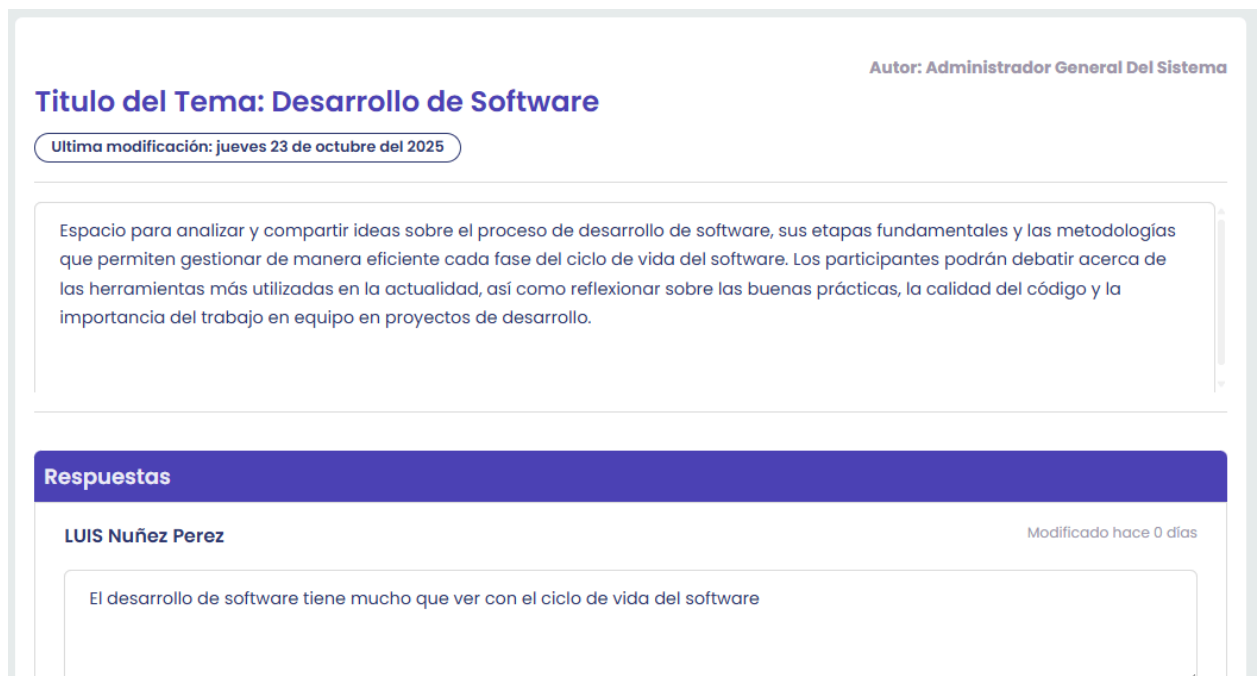 Autor: Administrador General Del Sistema
Titulo del Tema: Desarrollo de Software
Ultima modificación: jueves 23 de octubre del 2025
Espacio para analizar y compartir ideas sobre el proceso de desarrollo de software, sus etapas fundamentales y las metodologías
que permiten gestionar de manera eficiente cada fase del ciclo de vida del software. Los participantes podrán debatir acerca de
las herramientas más utilizadas en la actualidad, así como reflexionar sobre las buenas prácticas, la calidad del código y la
importancia del trabajo en equipo en proyectos de desarrollo.
Respuestas
LUIS Nuñez Perez
Modificado hace 0 días
El desarrollo de software tiene mucho que ver con el ciclo de vida del software